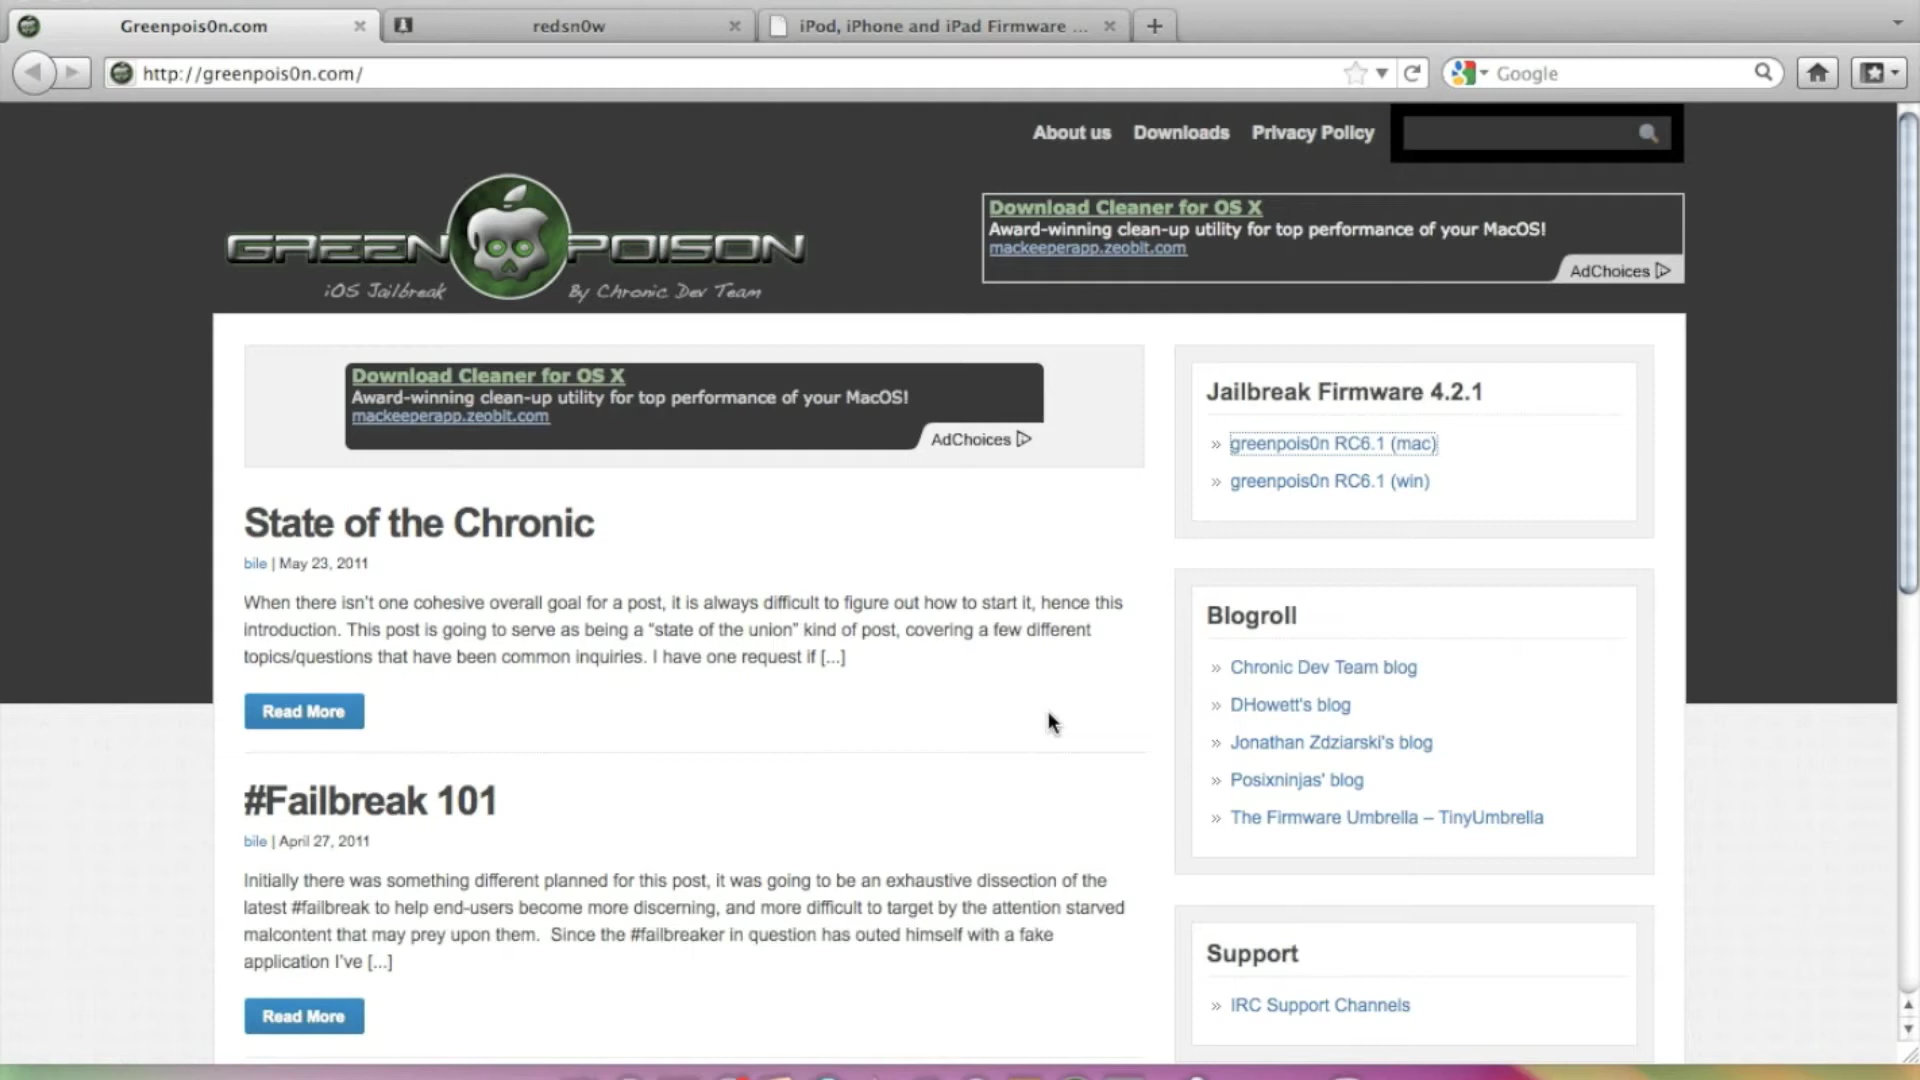 Greenpois0n.com
redsn0w
iPod, iPhone and iPad Firmware ...
http://greenpois0n.com/
Google
About us
Downloads
Privacy Policy
GREEN POISON
iOS Jailbreak
By Chronic Dev Team
Download Cleaner for OS X
Award-winning clean-up utility for top performance of your MacOS!
mackeeperapp.zeobit.com
AdChoices
Download Cleaner for OS X
Award-winning clean-up utility for top performance of your MacOS!
mackeeperapp.zeobit.com
AdChoices
State of the Chronic
bile | May 23, 2011
When there isn't one cohesive overall goal for a post, it is always difficult to figure out how to start it, hence this
introduction. This post is going to serve as being a “state of the union” kind of post, covering a few different
topics/questions that have been common inquiries. I have one request if [...]
Read More
#Failbreak 101
bile | April 27, 2011
Initially there was something different planned for this post, it was going to be an exhaustive dissection of the
latest #failbreak to help end-users become more discerning, and more difficult to target by the attention starved
malcontent that may prey upon them. Since the #failbreaker in question has outed himself with a fake
application I've [...]
Read More
Jailbreak Firmware 4.2.1
» greenpois0n RC6.1 (mac)
» greenpois0n RC6.1 (win)
Blogroll
» Chronic Dev Team blog
» DHowett's blog
» Jonathan Zdziarski's blog
» Posixninjas' blog
» The Firmware Umbrella – TinyUmbrella
Support
» IRC Support Channels